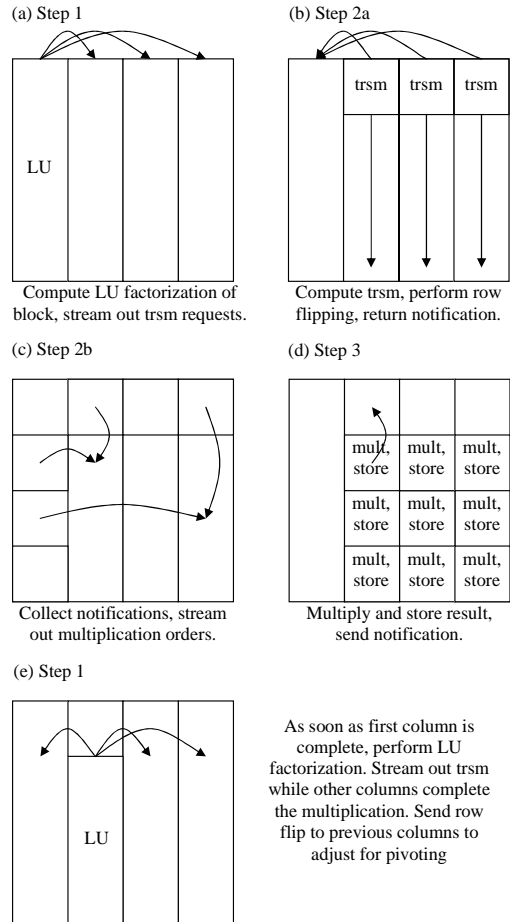 (a) Step 1
LU
Compute LU factorization of
block, stream out trsm requests.
(b) Step 2a
trsm trsm trsm
Compute trsm, perform row
flipping, return notification.
(c) Step 2b
Collect notifications, stream
out multiplication orders.
(d) Step 3
mult, mult, mult,
store store store
mult, mult, mult,
store store store
mult, mult, mult,
store store store
Multiply and store result,
send notification.
(e) Step 1
LU
As soon as first column is
complete, perform LU
factorization. Stream out trsm
while other columns complete
the multiplication. Send row
flip to previous columns to
adjust for pivoting